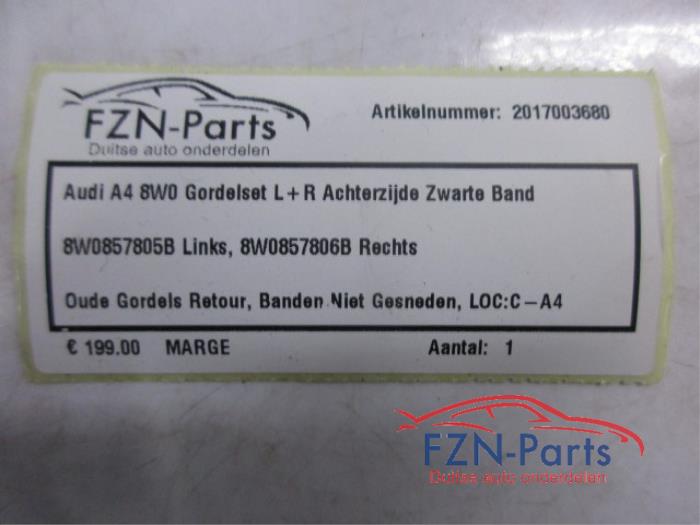 FZN-Parts
Duitse auto onderdelen
Artikelnummer: 2017003680
Audi A4 8W0 Gordelset L+R Achterzijde Zwarte Band
8W0857805B Links, 8W0857806B Rechts
Oude Gordels Retour, Banden Niet Gesneden, LOC:C-A4
€ 199.00 MARGE Aantal: 1
FZN-Parts
Duitse auto onderdelen